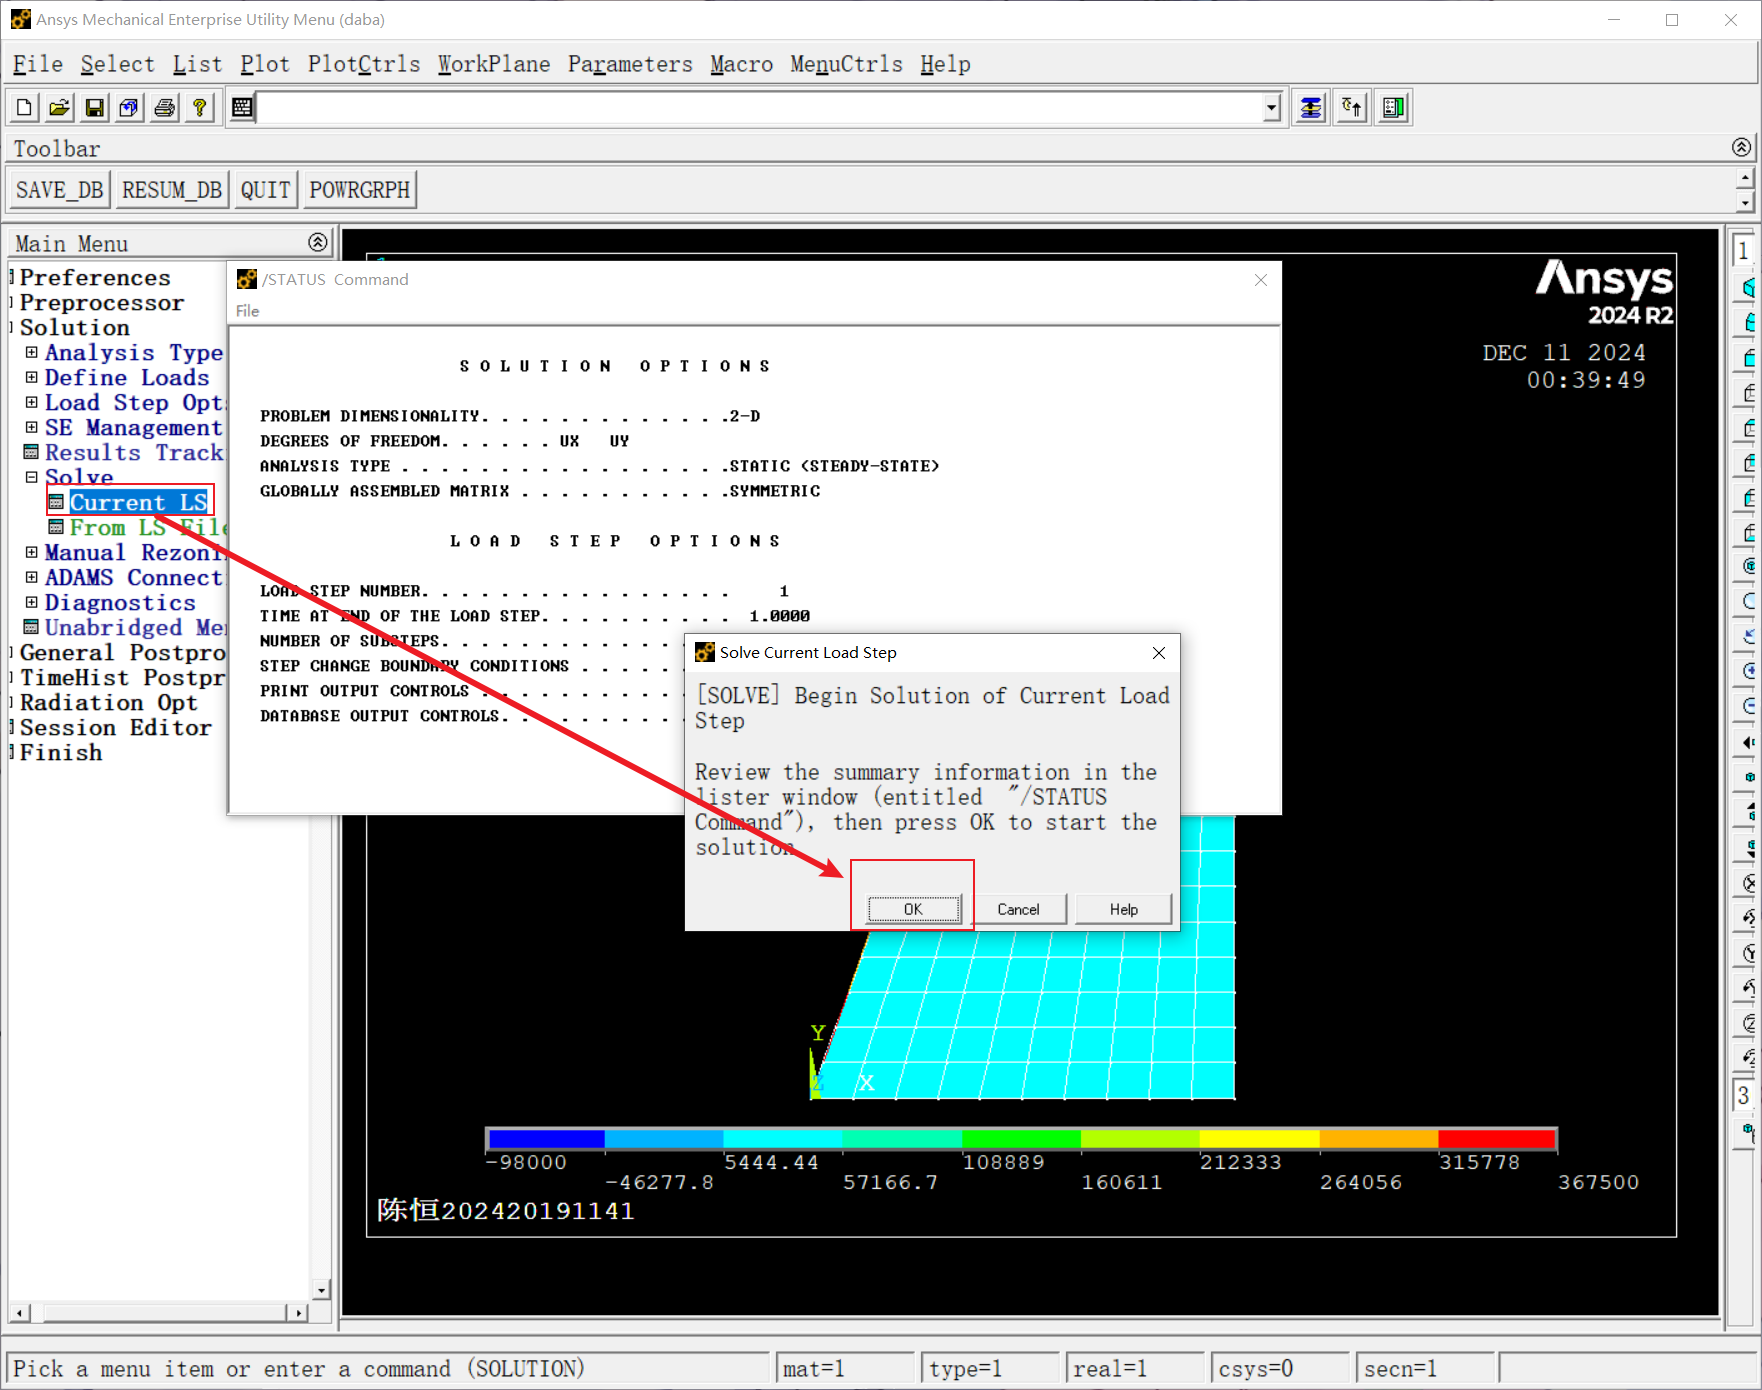 Ansys Mechanical Enterprise Utility Menu (daba)
File Select List Plot PlotCtrls WorkPlane Parameters Macro MenuCtrls Help
Toolbar
SAVE_DB RESUM_DB QUIT POWRGRPH
Main Menu
Preferences
Preprocessor
Solution
Analysis Type
Define Loads
Load Step Opt
SE Management
Results Track
Solve
Current LS
From LS File
Manual Rezoni
ADAMS Connect
Diagnostics
Unabridged Me
General Postpro
TimeHist Postpr
Radiation Opt
Session Editor
Finish
/STATUS Command
File
SOLUTION OPTIONS
PROBLEM DIMENSIONALITY. . . . . . . . . . . . .2-D
DEGREES OF FREEDOM. . . . . . UX UY
ANALYSIS TYPE . . . . . . . . . . . . . . . . .STATIC (STEADY-STATE)
GLOBALLY ASSEMBLED MATRIX . . . . . . . . . . .SYMMETRIC
LOAD STEP OPTIONS
LOAD STEP NUMBER. . . . . . . . . . . . . . . . 1
TIME AT END OF THE LOAD STEP. . . . . . . . . . 1.0000
NUMBER OF SUBSTEPS. . . . . . . . . . . . .
STEP CHANGE BOUNDARY CONDITIONS . . . . . .
PRINT OUTPUT CONTROLS . . . . . . . . . . .
DATABASE OUTPUT CONTROLS. . . . . . . . . .
Solve Current Load Step
[SOLVE] Begin Solution of Current Load
Step
Review the summary information in the
lister window (entitled "/STATUS
Command"), then press OK to start the
solution
OK Cancel Help
Ansys
2024 R2
DEC 11 2024
00:39:49
1
3
Y
Z X
-98000 5444.44 108889 212333 315778
-46277.8 57166.7 160611 264056 367500
陈恒202420191141
Pick a menu item or enter a command (SOLUTION) mat=1 type=1 real=1 csys=0 secn=1